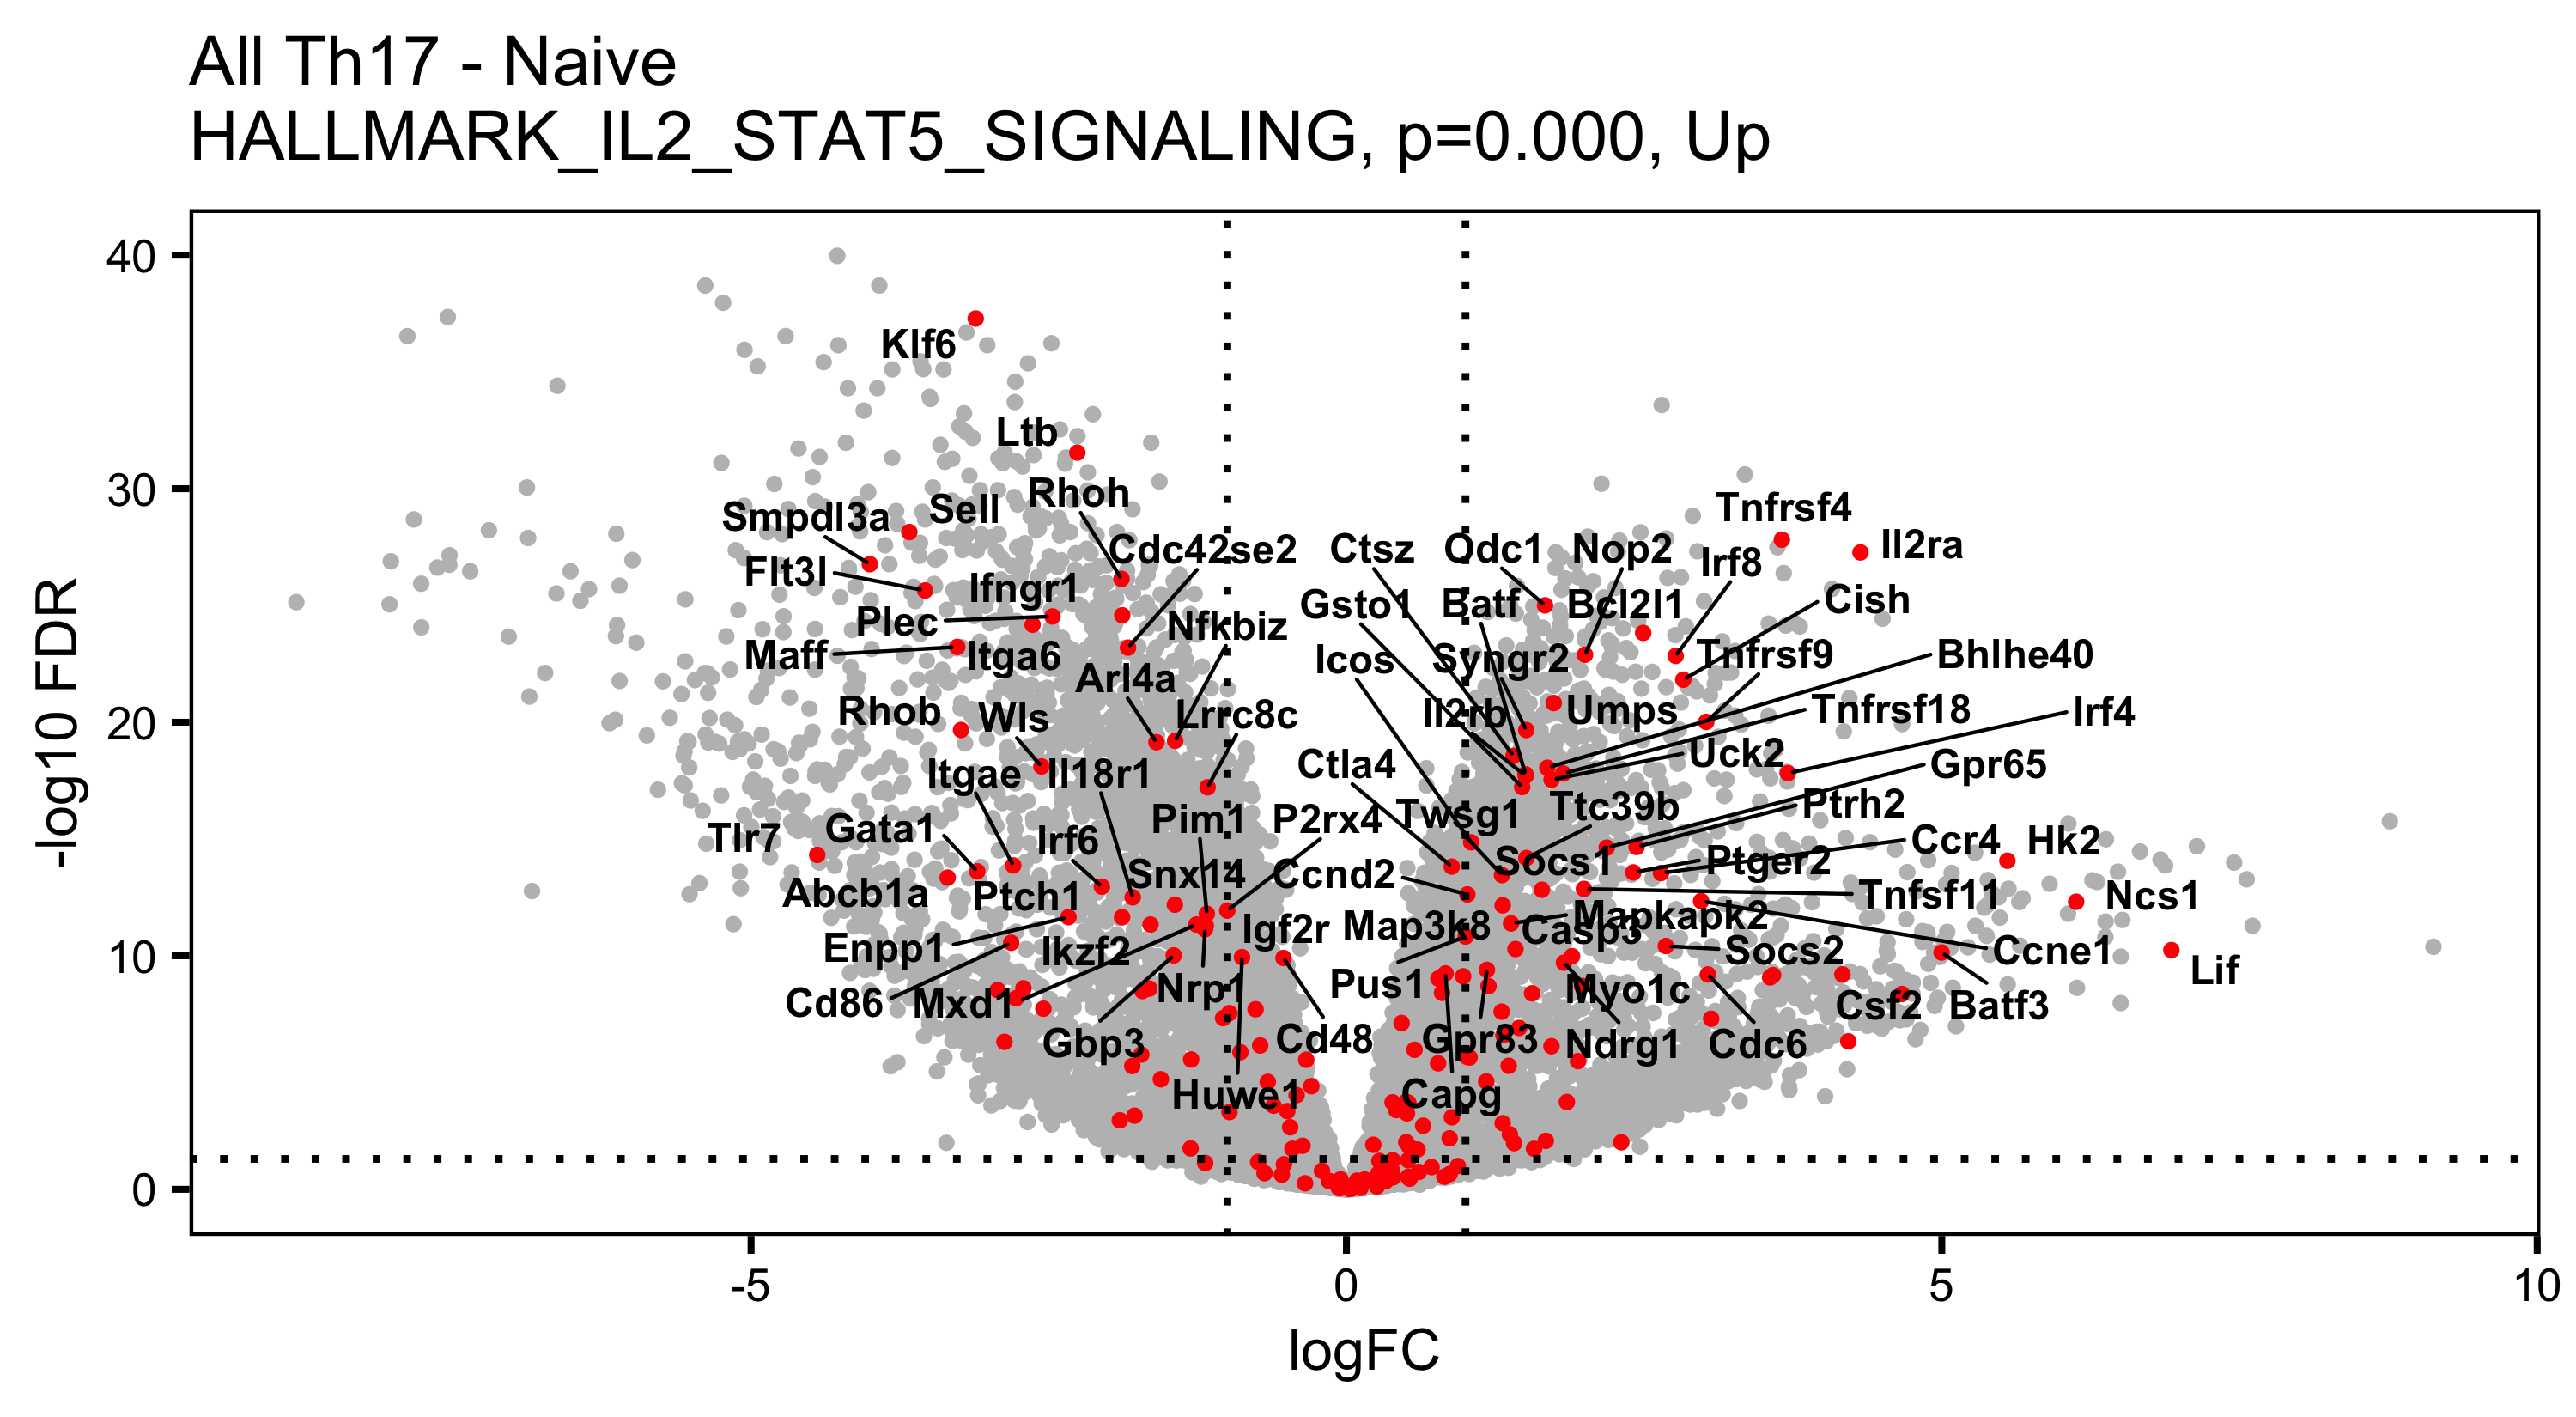 All Th17 - Naive
HALLMARK_IL2_STAT5_SIGNALING, p=0.000, Up
-log10 FDR
40
30
20
10
0
Klf6
Ltb
Rhoh
Smpdl3a
Sell
Cdc42se2
Flt3l
Ifngr1
Plec
Nfkbiz
Maff
Itga6
Arl4a
Rhob
Wls
Lrrc8c
Itgae
Il18r1
Tlr7
Gata1
Irf6
Pim1
P2rx4
Abcb1a
Ptch1
Snx14
Enpp1
Ikzf2
Igf2r
Cd86
Mxd1
Nrp1
Gbp3
Cd48
Huwe1
Tnfrsf4
Il2ra
Ctsz
Odc1
Nop2
Irf8
Gsto1
Batf
Bcl2l1
Cish
Icos
Syngr2
Tnfrsf9
Bhlhe40
Il2rb
Umps
Tnfrsf18
Irf4
Ctla4
Uck2
Gpr65
Twsg1
Ttc39b
Ptrh2
Ccr4
Hk2
Ccnd2
Socs1
Ptger2
Tnfsf11
Ncs1
Map3k8
Mapkapk2
Casp3
Socs2
Ccne1
Lif
Pus1
Myo1c
Csf2
Batf3
Gpr83
Ndrg1
Cdc6
Capg
-5
0
5
10
logFC